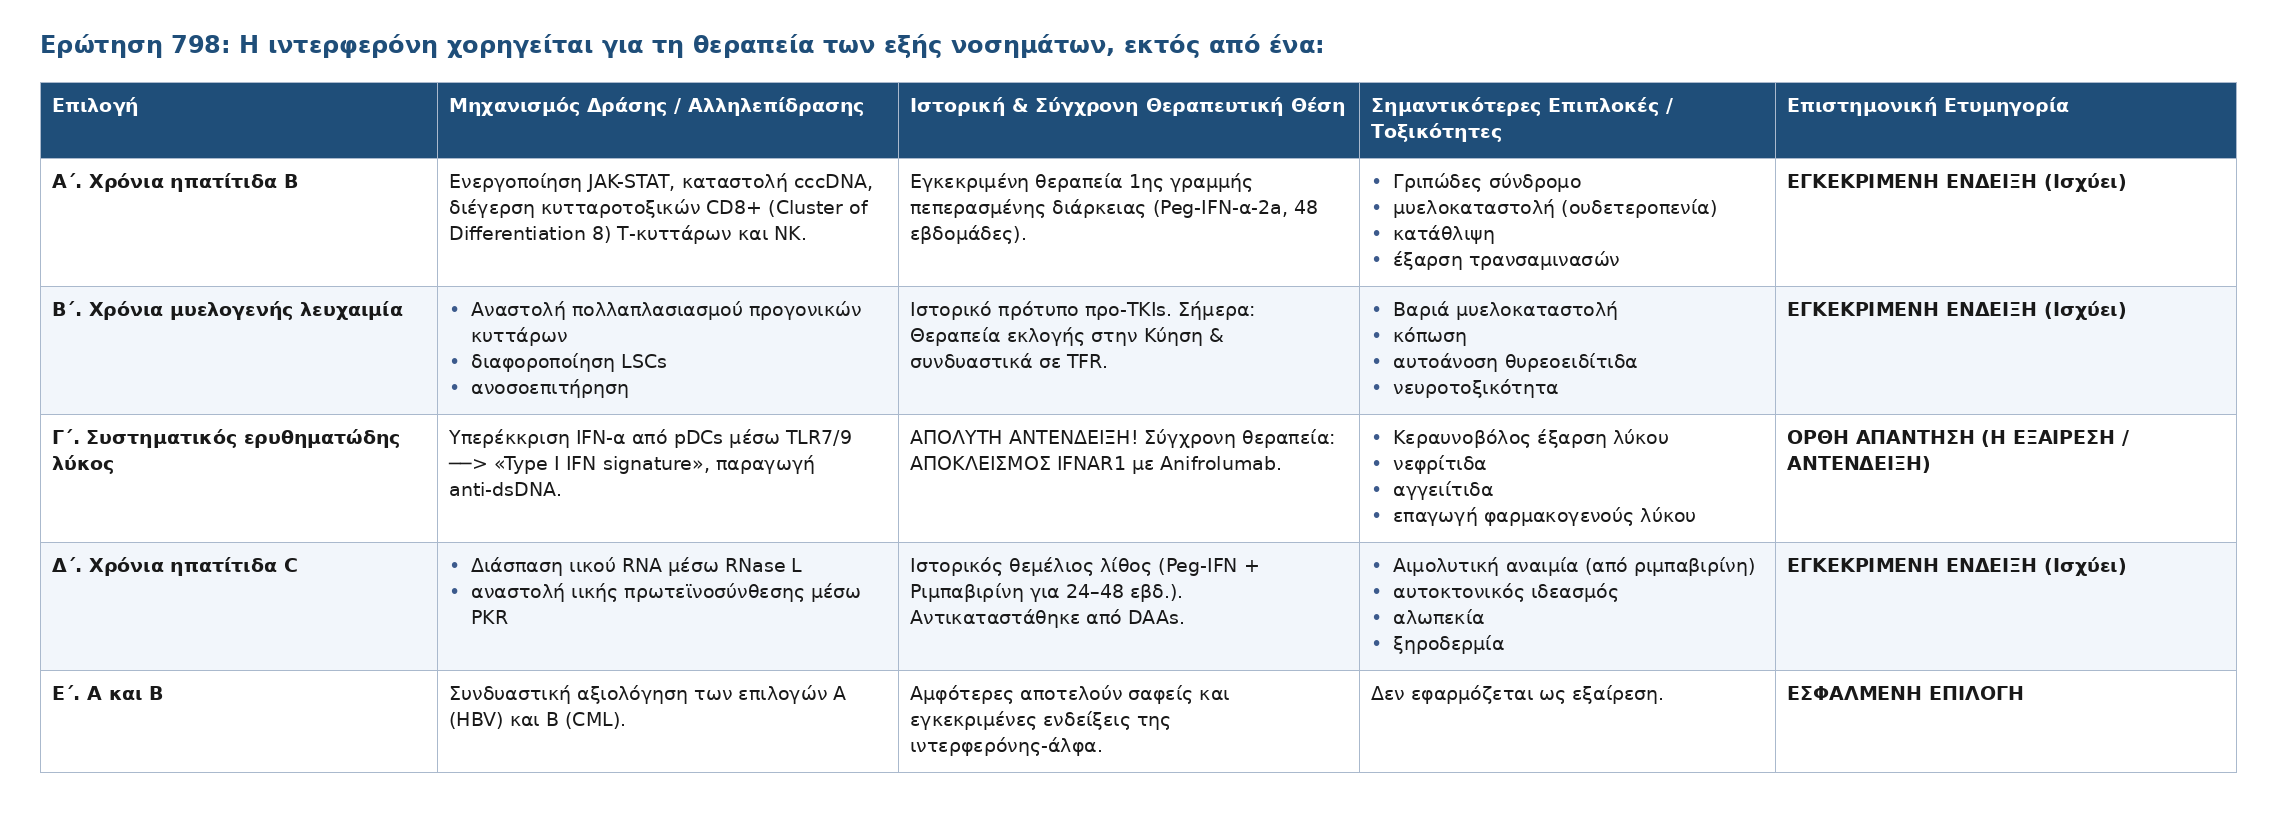 Ερώτηση 798: Η ιντερφερόνη χορηγείται για τη θεραπεία των εξής νοσημάτων, εκτός από ένα:
Επιλογή
Μηχανισμός Δράσης / Αλληλεπίδρασης
Ιστορική & Σύγχρονη Θεραπευτική Θέση
Σημαντικότερες Επιπλοκές /
Τοξικότητες
Επιστημονική Ετυμηγορία
Α΄. Χρόνια ηπατίτιδα Β
Ενεργοποίηση JAK-STAT, καταστολή cccDNA,
διέγερση κυτταροτοξικών CD8+ (Cluster of
Differentiation 8) Τ-κυττάρων και NK.
Εγκεκριμένη θεραπεία 1ης γραμμής
πεπερασμένης διάρκειας (Peg-IFN-α-2a, 48
εβδομάδες).
• Γριπώδες σύνδρομο
• μυελοκαταστολή (ουδετεροπενία)
• κατάθλιψη
• έξαρση τρανσαμινασών
ΕΓΚΕΚΡΙΜΕΝΗ ΕΝΔΕΙΞΗ (Ισχύει)
Β΄. Χρόνια μυελογενής λευχαιμία
• Αναστολή πολλαπλασιασμού προγονικών
κυττάρων
• διαφοροποίηση LSCs
• ανοσοεπιτήρηση
Ιστορικό πρότυπο προ-TKIs. Σήμερα:
Θεραπεία εκλογής στην Κύηση &
συνδυαστικά σε TFR.
• Βαριά μυελοκαταστολή
• κόπωση
• αυτοάνοση θυρεοειδίτιδα
• νευροτοξικότητα
ΕΓΚΕΚΡΙΜΕΝΗ ΕΝΔΕΙΞΗ (Ισχύει)
Γ΄. Συστηματικός ερυθηματώδης
λύκος
Υπερέκκριση IFN-α από pDCs μέσω TLR7/9
──> «Type I IFN signature», παραγωγή
anti-dsDNA.
ΑΠΟΛΥΤΗ ΑΝΤΕΝΔΕΙΞΗ! Σύγχρονη θεραπεία:
ΑΠΟΚΛΕΙΣΜΟΣ IFNAR1 με Anifrolumab.
• Κεραυνοβόλος έξαρση λύκου
• νεφρίτιδα
• αγγειίτιδα
• επαγωγή φαρμακογενούς λύκου
ΟΡΘΗ ΑΠΑΝΤΗΣΗ (Η ΕΞΑΙΡΕΣΗ /
ΑΝΤΕΝΔΕΙΞΗ)
Δ΄. Χρόνια ηπατίτιδα C
• Διάσπαση ιικού RNA μέσω RNase L
• αναστολή ιικής πρωτεϊνοσύνθεσης μέσω
PKR
Ιστορικός θεμέλιος λίθος (Peg-IFN +
Ριμπαβιρίνη για 24–48 εβδ.).
Αντικαταστάθηκε από DAAs.
• Αιμολυτική αναιμία (από ριμπαβιρίνη)
• αυτοκτονικός ιδεασμός
• αλωπεκία
• ξηροδερμία
ΕΓΚΕΚΡΙΜΕΝΗ ΕΝΔΕΙΞΗ (Ισχύει)
Ε΄. Α και Β
Συνδυαστική αξιολόγηση των επιλογών Α
(HBV) και Β (CML).
Αμφότερες αποτελούν σαφείς και
εγκεκριμένες ενδείξεις της
ιντερφερόνης-άλφα.
Δεν εφαρμόζεται ως εξαίρεση.
ΕΣΦΑΛΜΕΝΗ ΕΠΙΛΟΓΗ